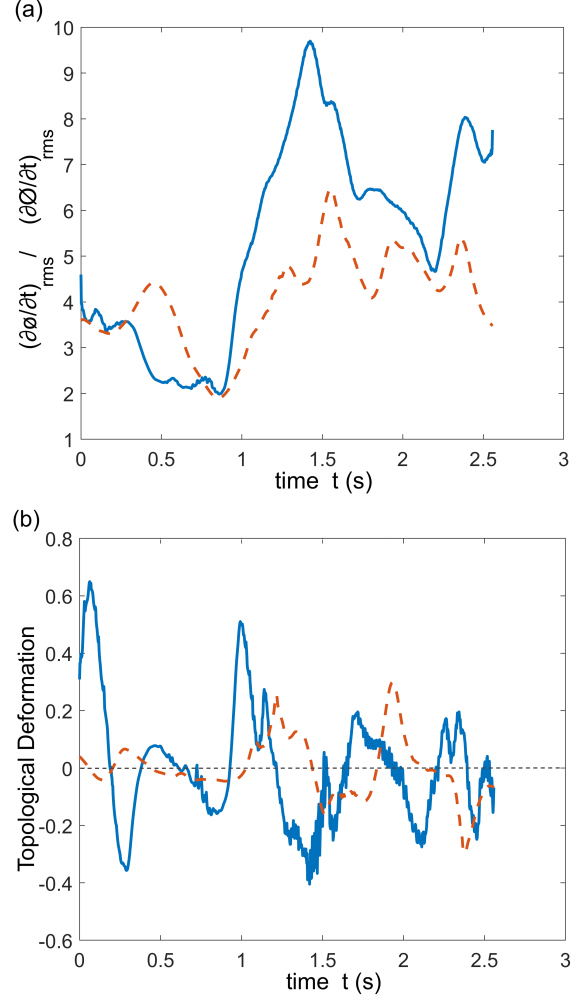 (a)
10
9
8
7
6
5
4
3
2
1
(∂ø/∂t)rms / (∂Ø/∂t)rms
0 0.5 1 1.5 2 2.5 3
time t (s)
(b)
0.8
0.6
0.4
0.2
0
-0.2
-0.4
-0.6
Topological Deformation
0 0.5 1 1.5 2 2.5 3
time t (s)